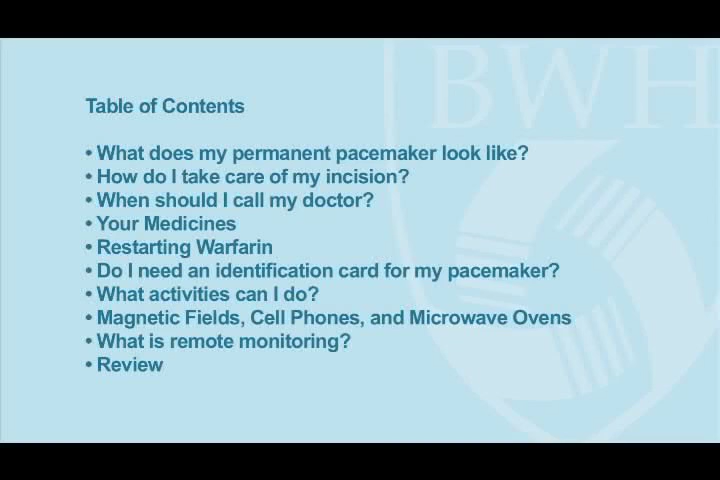 BWH
Table of Contents
• What does my permanent pacemaker look like?
• How do I take care of my incision?
• When should I call my doctor?
• Your Medicines
• Restarting Warfarin
• Do I need an identification card for my pacemaker?
• What activities can I do?
• Magnetic Fields, Cell Phones, and Microwave Ovens
• What is remote monitoring?
• Review